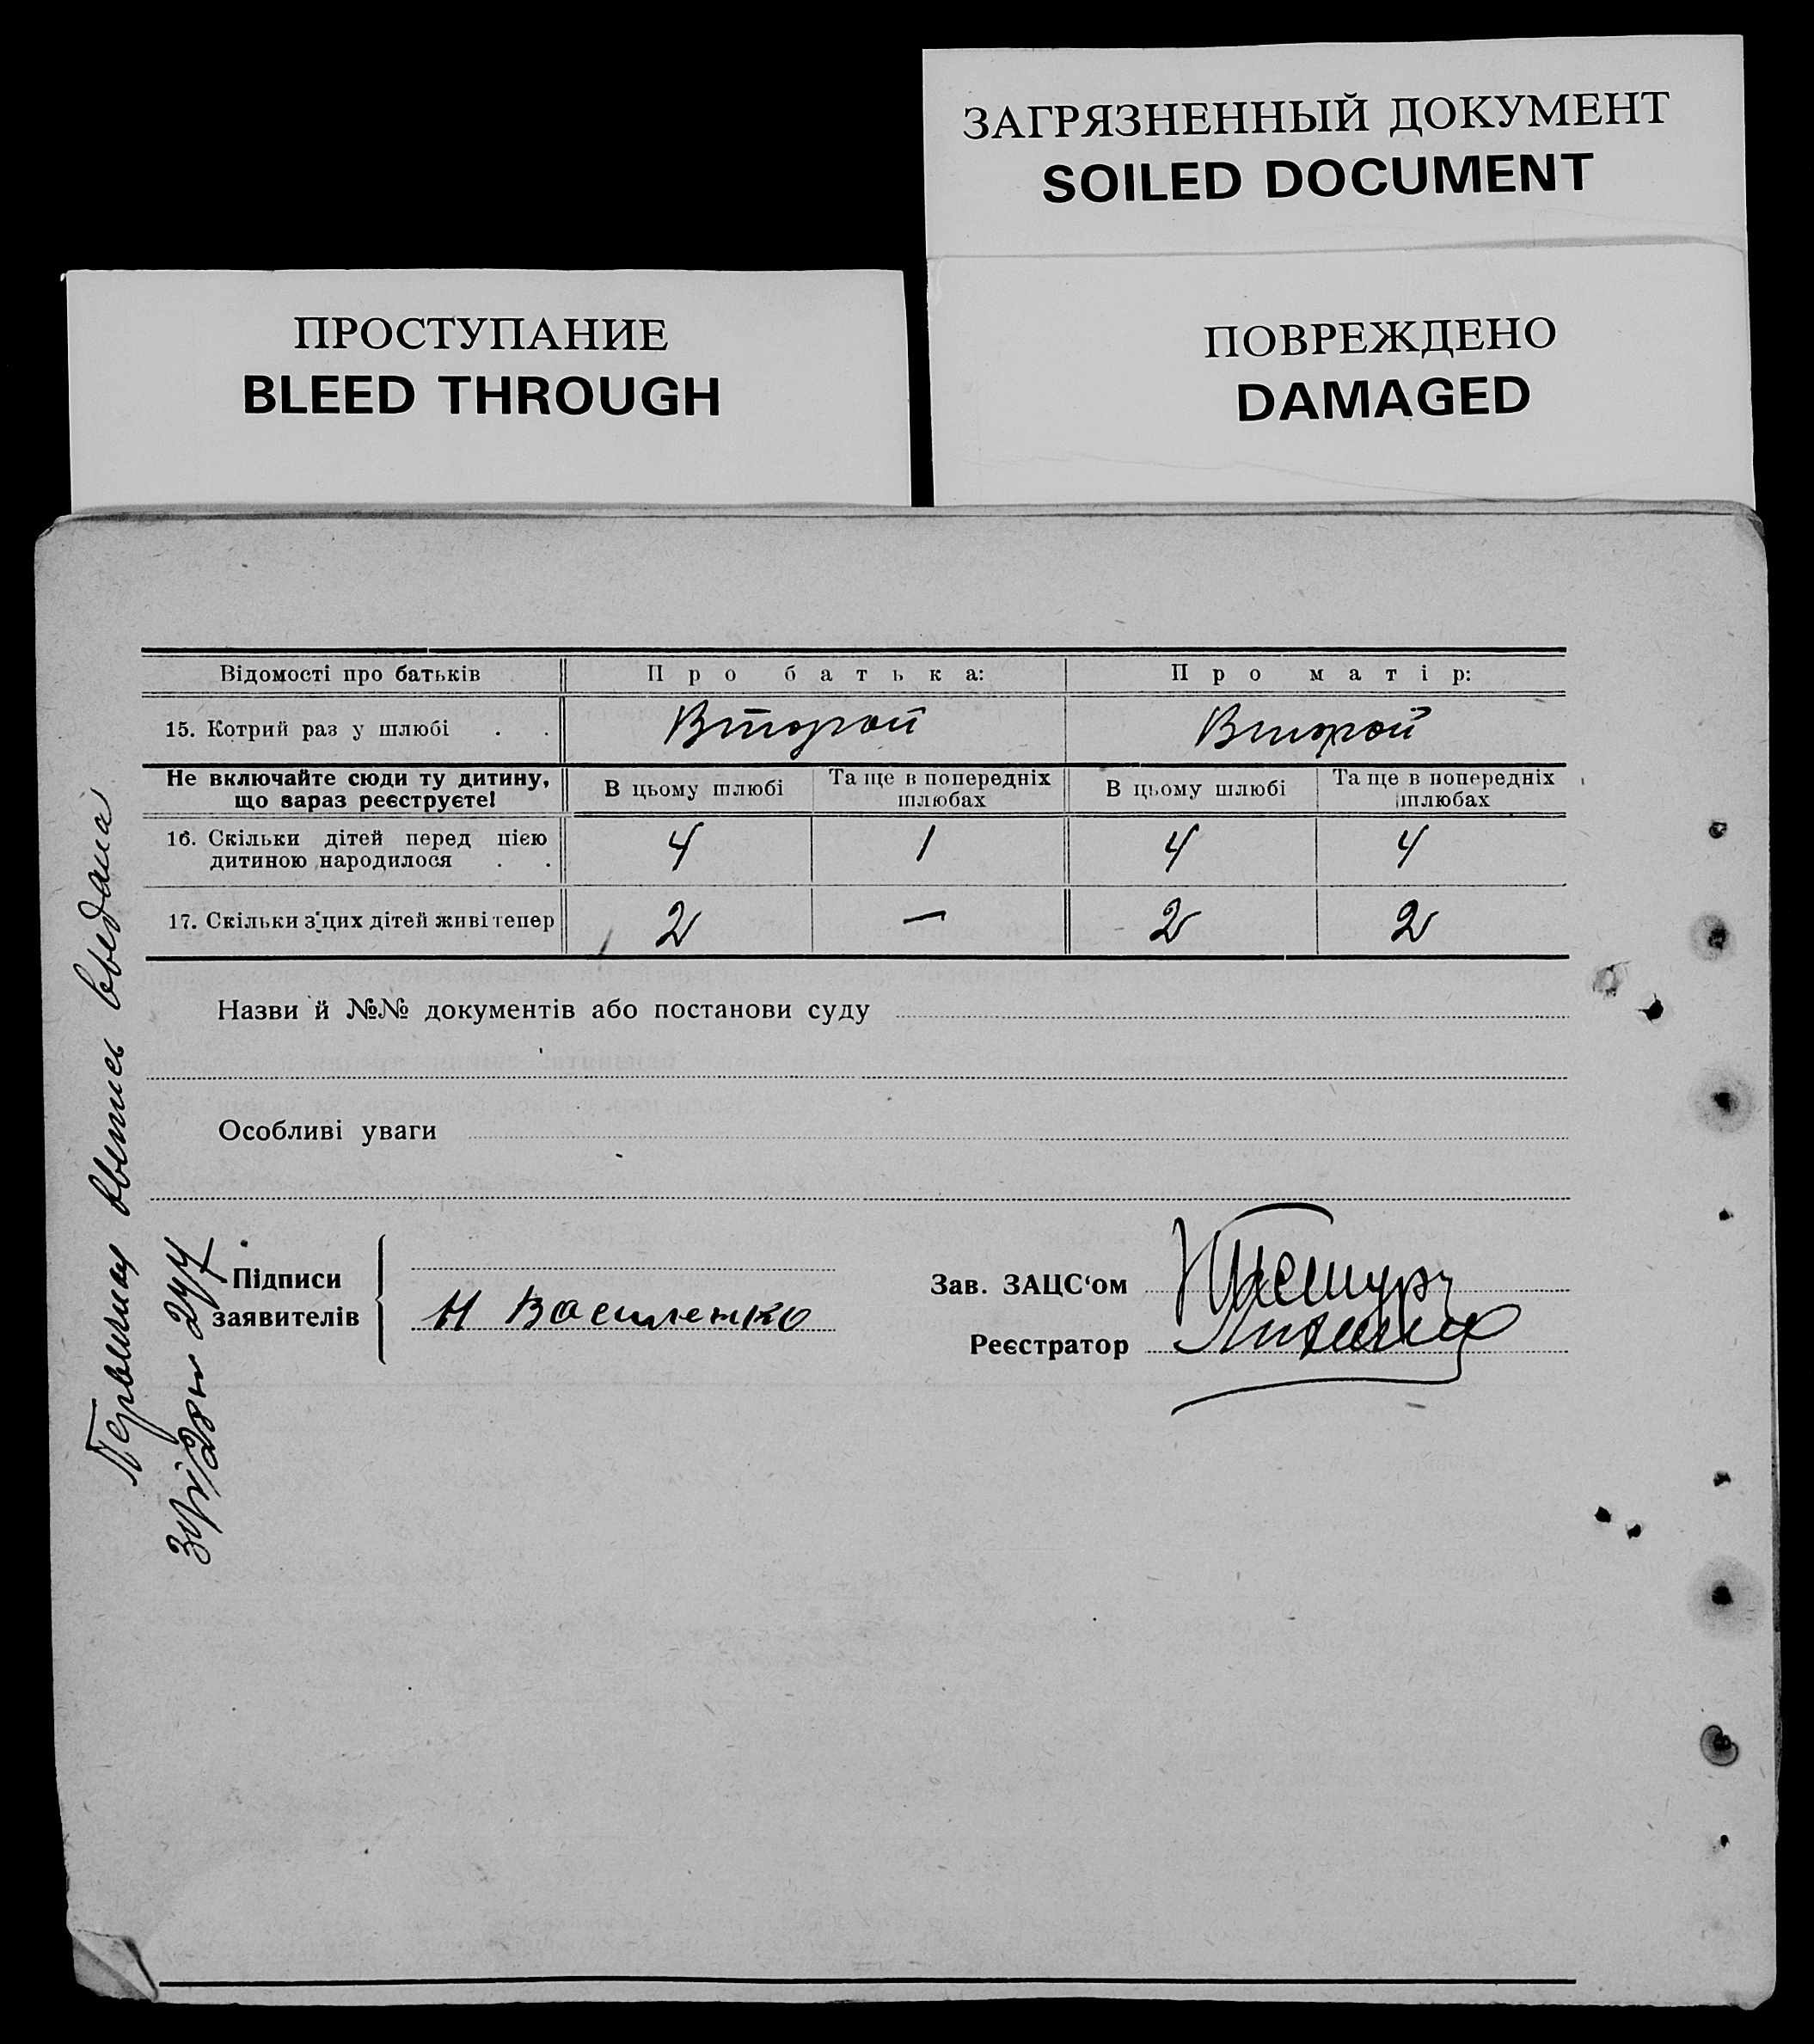 ЗАГРЯЗНЕННЫЙ ДОКУМЕНТ
SOILED DOCUMENT
ПРОСТУПАНИЕ
BLEED THROUGH
ПОВРЕЖДЕНО
DAMAGED
Відомості про батьків Про батька: Про матір:
15. Котрий раз у шлюбі . . Второй Второй
Не включайте сюди ту дитину, що зараз реєструєте! В цьому шлюбі Та ще в попередніх шлюбах В цьому шлюбі Та ще в попередніх шлюбах
16. Скільки дітей перед цією
дитиною народилося . . 4 1 4 4
17. Скільки з цих дітей живі тепер 2 — 2 2
Назви й №№ документів або постанови суду
Особливі уваги
Підписи
заявителів
Н Василенко
Зав. ЗАЦС‘ом
Реєстратор
Первичная выпись выдана